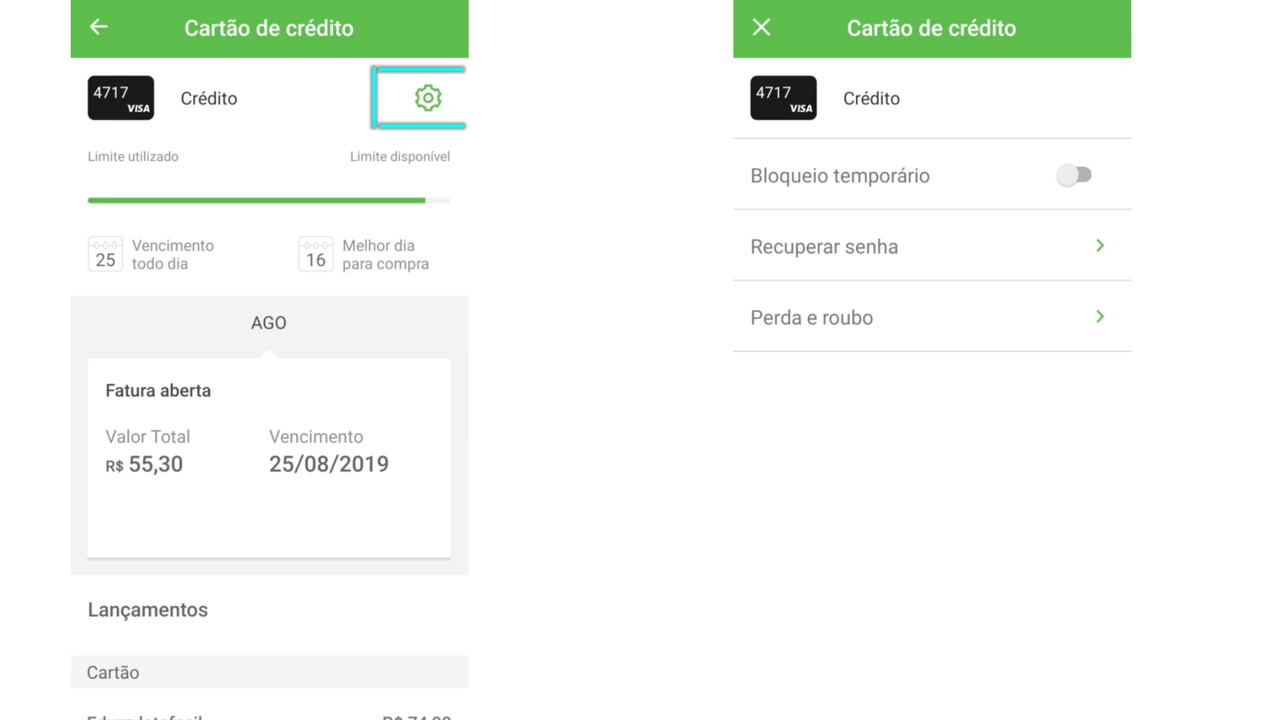 Cartão de crédito
4717
VISA
Crédito
Limite utilizado
Limite disponível
25
Vencimento
todo dia
16
Melhor dia
para compra
AGO
Fatura aberta
Valor Total
Vencimento
R$ 55,30
25/08/2019
Lançamentos
Cartão
R$ 74,00
Cartão de crédito
4717
VISA
Crédito
Bloqueio temporário
Recuperar senha
Perda e roubo